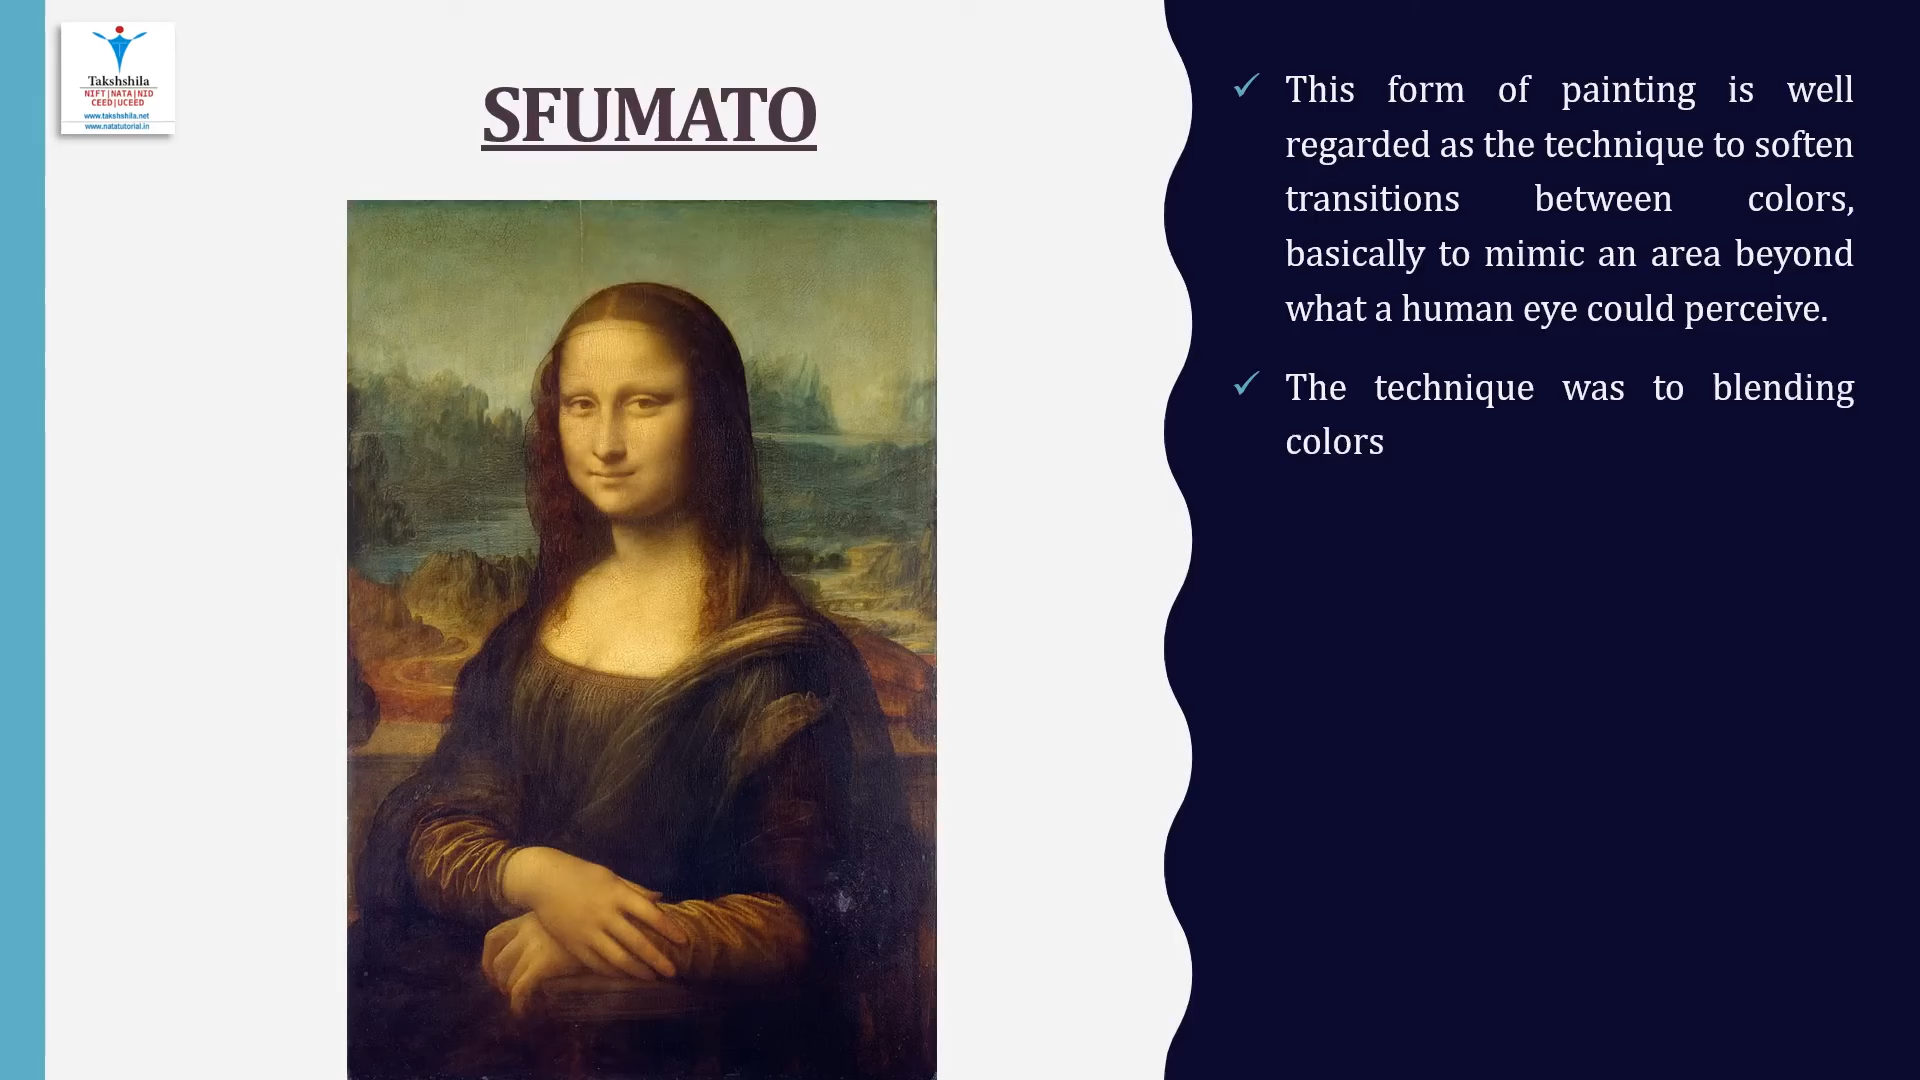 Takshshila
NIFT|NATA|NID
CEED|UCEED
www.takshshila.net
www.natatutorial.in
SFUMATO
This form of painting is well
regarded as the technique to soften
transitions between colors,
basically to mimic an area beyond
what a human eye could perceive.
The technique was to blending
colors